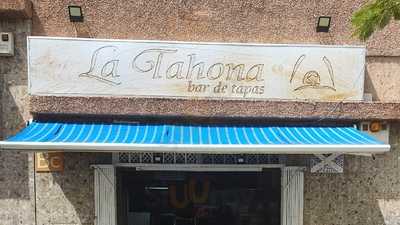 La Tahona
bar de tapas